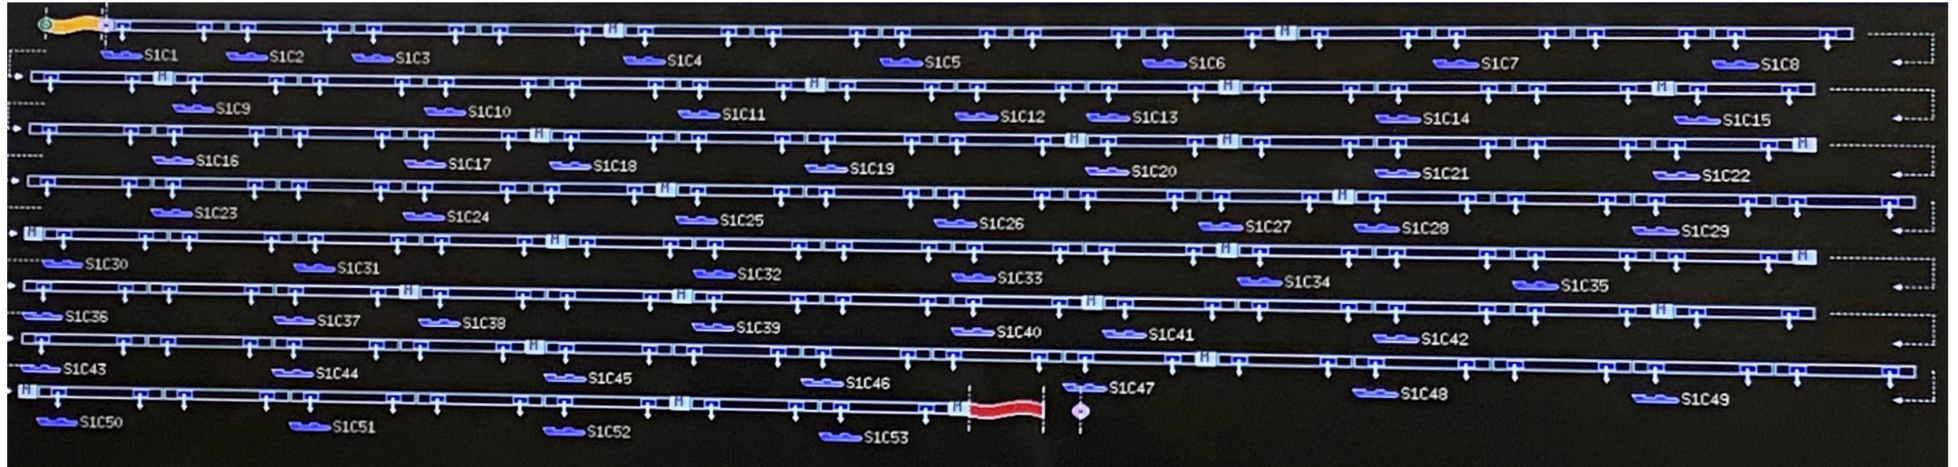 M M
S1C1 S1C2 S1C3 S1C4 S1C5 S1C6 S1C7 S1C8
M M M M
S1C9 S1C10 S1C11 S1C12 S1C13 S1C14 S1C15
M M M M
S1C16 S1C17 S1C18 S1C19 S1C20 S1C21 S1C22
M M
S1C23 S1C24 S1C25 S1C26 S1C27 S1C28 S1C29
M M M M
S1C30 S1C31 S1C32 S1C33 S1C34 S1C35
M M M M
S1C36 S1C37 S1C38 S1C39 S1C40 S1C41 S1C42
M M
S1C43 S1C44 S1C45 S1C46 S1C47 S1C48 S1C49
M M M
S1C50 S1C51 S1C52 S1C53